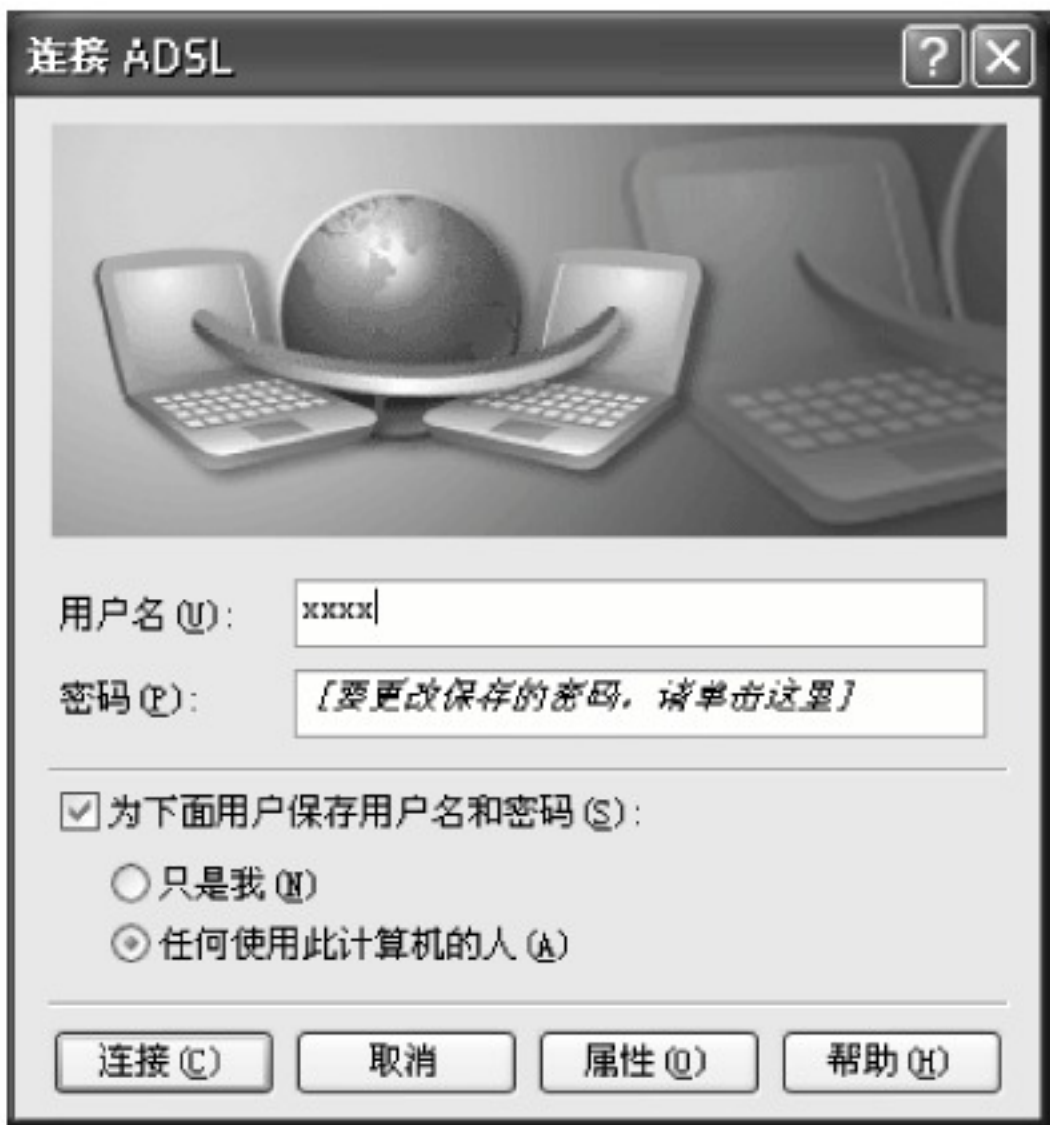 连接 ADSL
用户名(U):
xxxx
密码(P):
[要更改保存的密码，请单击这里]
为下面用户保存用户名和密码(S):
只是我(N)
任何使用此计算机的人(A)
连接(C) 取消 属性(O) 帮助(H)